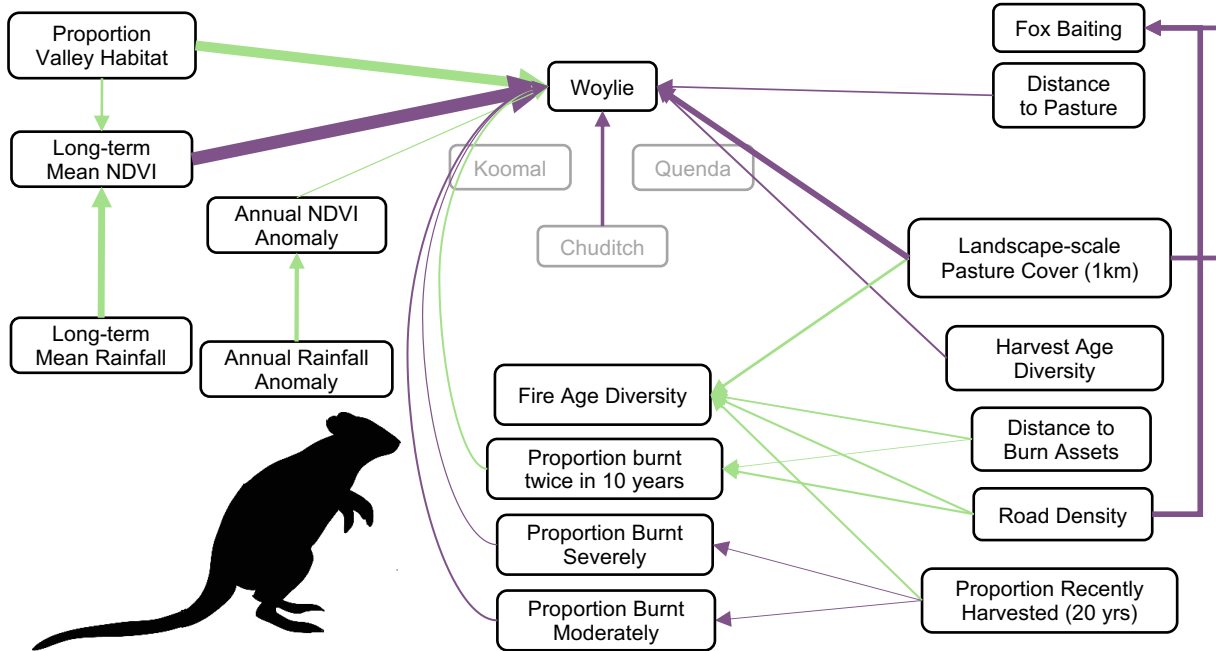 Proportion
Valley Habitat
Woylie
Fox Baiting
Distance
to Pasture
Long-term
Mean NDVI
Koomal
Quenda
Annual NDVI
Anomaly
Chuditch
Landscape-scale
Pasture Cover (1km)
Long-term
Mean Rainfall
Annual Rainfall
Anomaly
Harvest Age
Diversity
Fire Age Diversity
Distance to
Burn Assets
Proportion burnt
twice in 10 years
Road Density
Proportion Burnt
Severely
Proportion Recently
Harvested (20 yrs)
Proportion Burnt
Moderately